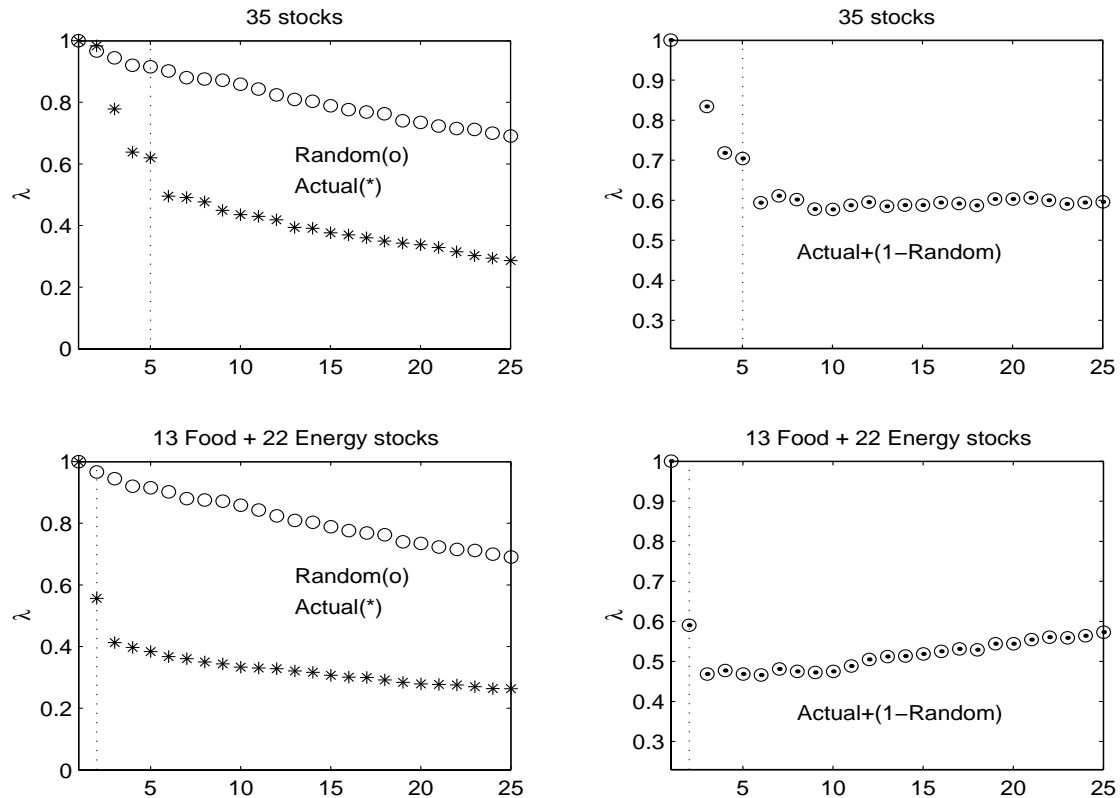 35 stocks
1
0.8
0.6
0.4
0.2
0
λ
Random(o)
Actual(*)
5 10 15 20 25
35 stocks
1
0.9
0.8
0.7
0.6
0.5
0.4
0.3
λ
Actual+(1−Random)
5 10 15 20 25
13 Food + 22 Energy stocks
1
0.8
0.6
0.4
0.2
0
λ
Random(o)
Actual(*)
5 10 15 20 25
13 Food + 22 Energy stocks
1
0.9
0.8
0.7
0.6
0.5
0.4
0.3
λ
Actual+(1−Random)
5 10 15 20 25